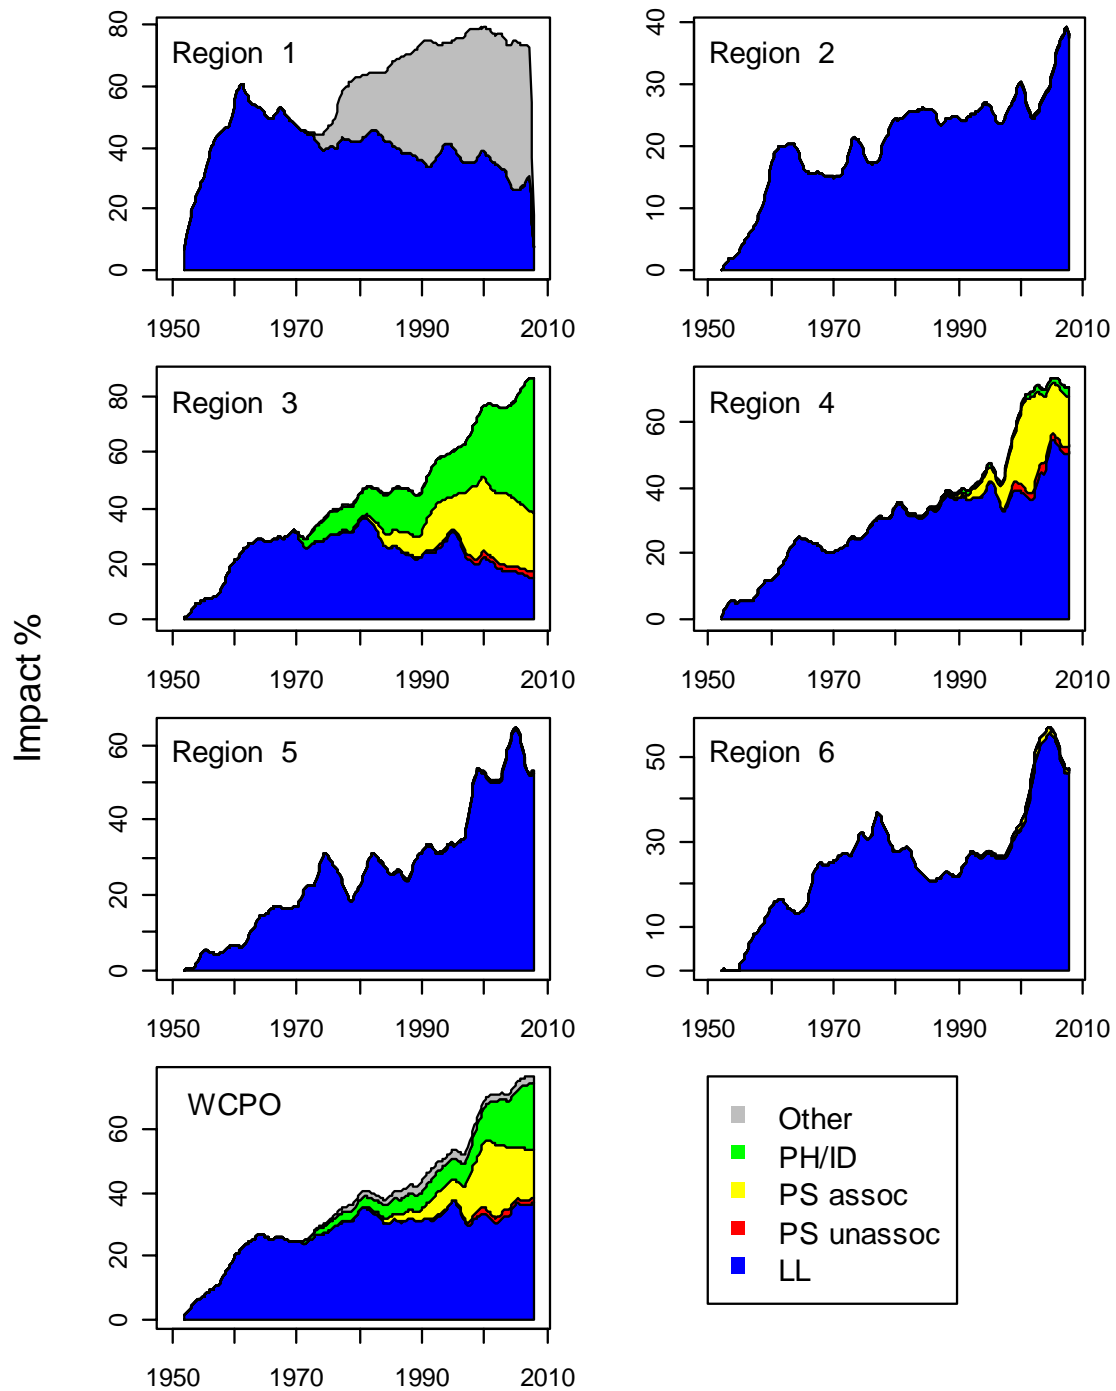 Impact %
Region 1
0 20 40 60 80
1950 1970 1990 2010
Region 2
0 10 20 30 40
1950 1970 1990 2010
Region 3
0 20 40 60 80
1950 1970 1990 2010
Region 4
0 20 40 60
1950 1970 1990 2010
Region 5
0 20 40 60
1950 1970 1990 2010
Region 6
0 10 30 50
1950 1970 1990 2010
WCPO
0 20 40 60
1950 1970 1990 2010
Other
PH/ID
PS assoc
PS unassoc
LL